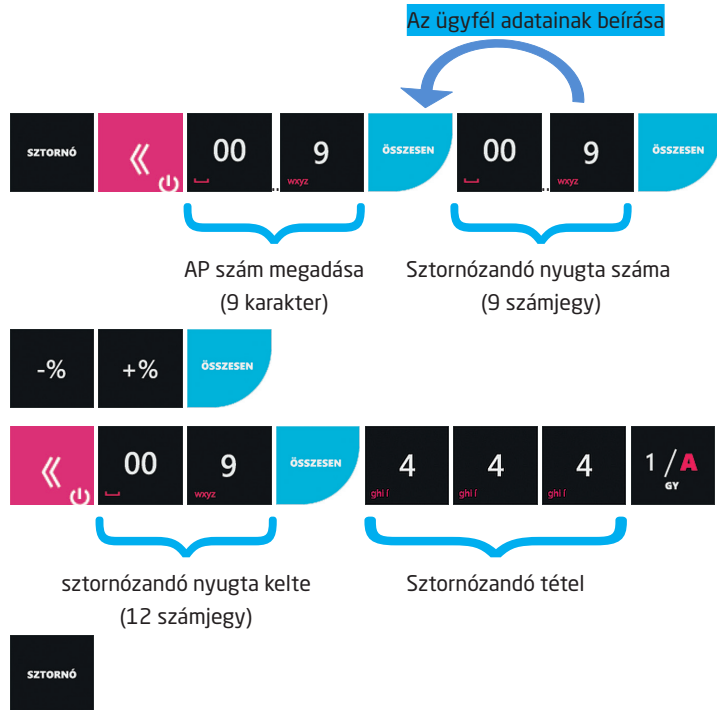 Az ügyfél adatainak beírása
SZTORNÓ 00 .. 9 wxyz ÖSSZESEN 00 .. 9 wxyz ÖSSZESEN
AP szám megadása
(9 karakter)
Sztornózandó nyugta száma
(9 számjegy)
-% +% ÖSSZESEN
00 9 wxyz ÖSSZESEN 4 ghi í 4 ghi í 4 ghi í 1/A GY
sztornózandó nyugta kelte
(12 számjegy)
Sztornózandó tétel
SZTORNÓ